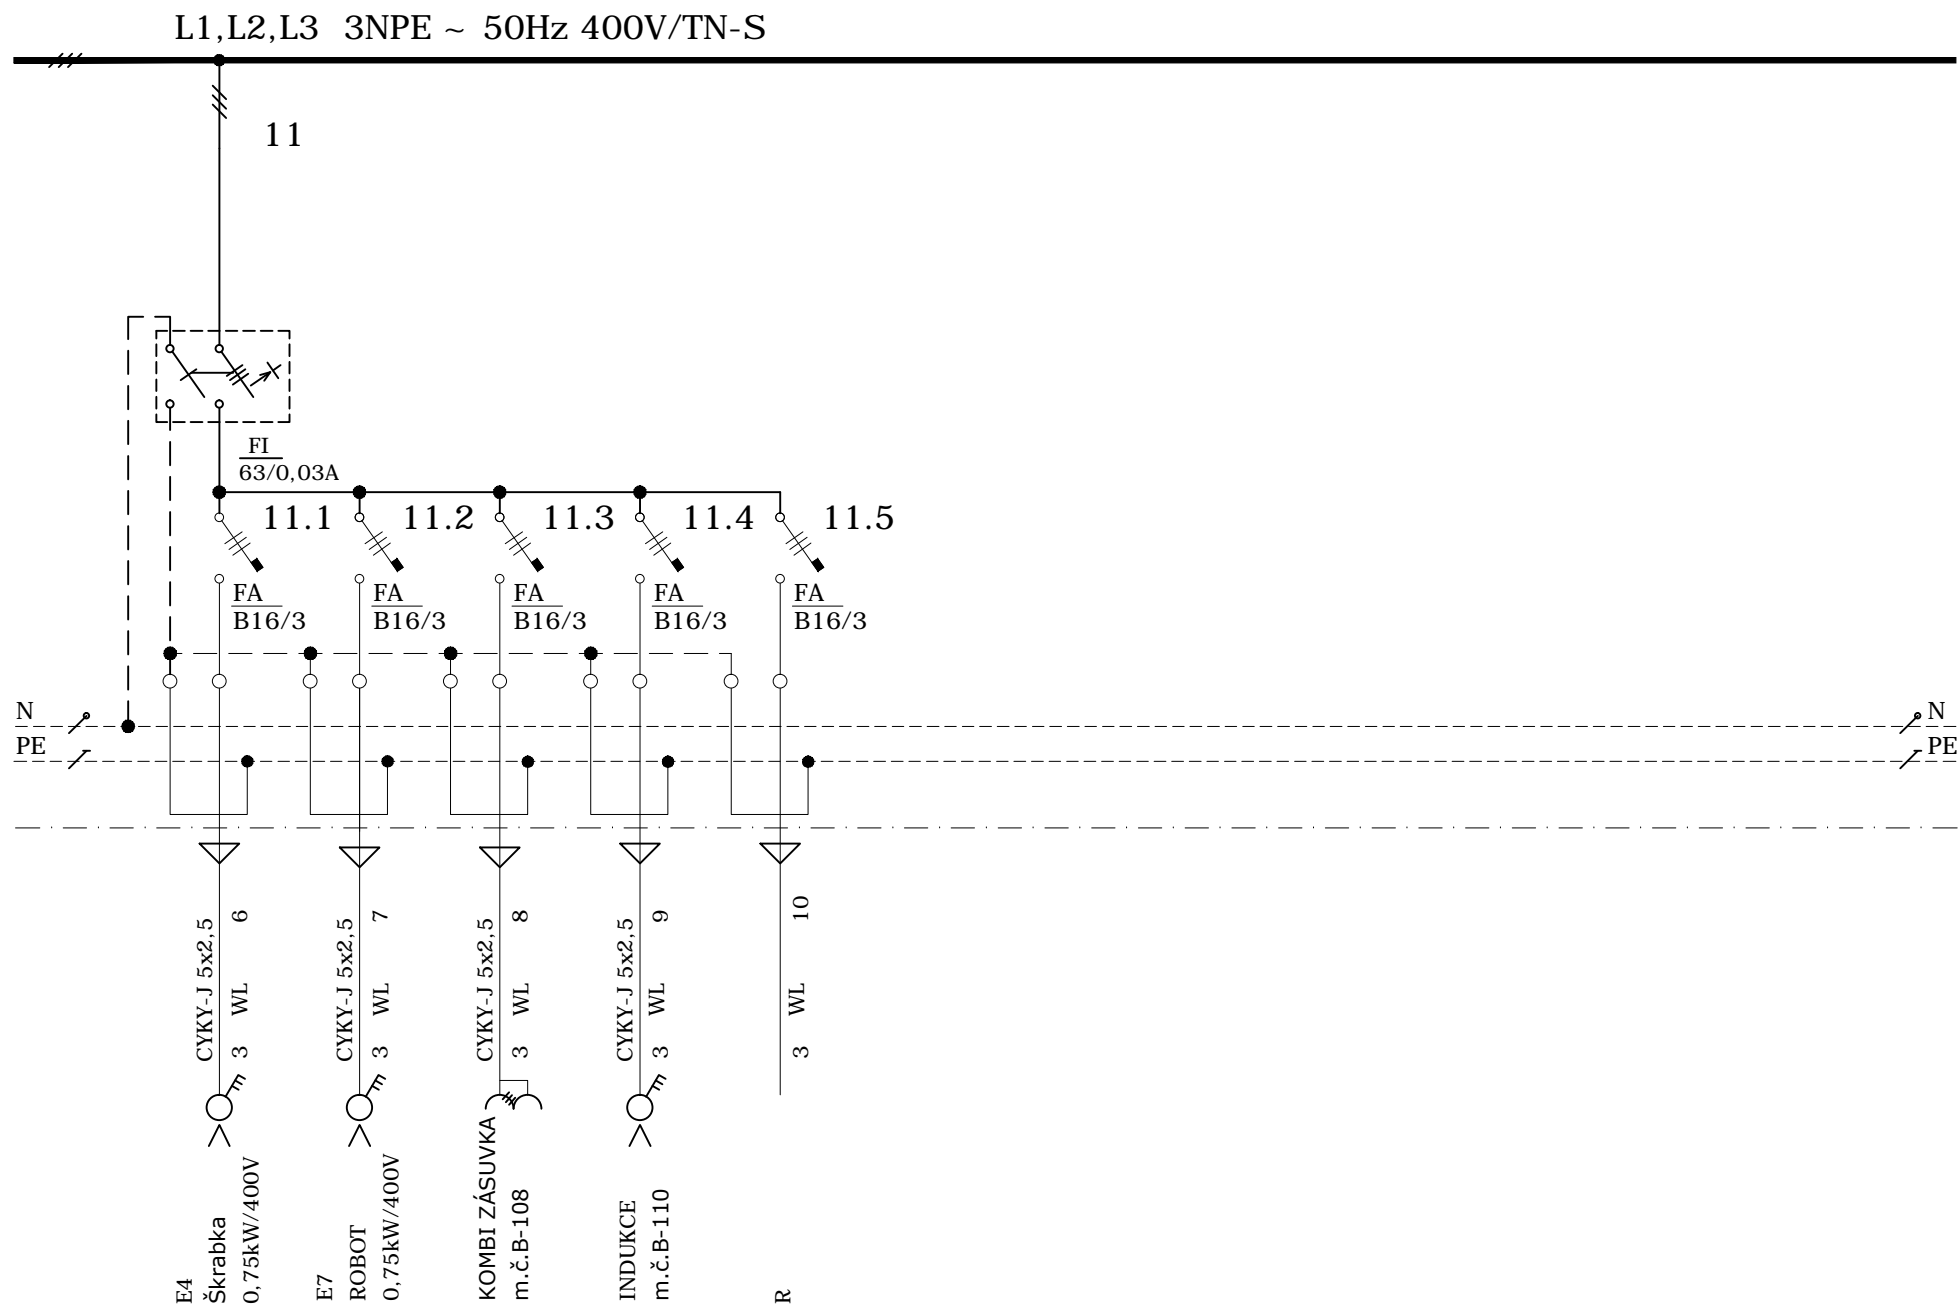 L1,L2,L3 3NPE ~ 50Hz 400V/TN-S
11
FI
63/0,03A
11.1 11.2 11.3 11.4 11.5
FA FA FA FA FA
B16/3 B16/3 B16/3 B16/3 B16/3
N N
PE PE
CYKY-J 5x2,5
3 WL 6
CYKY-J 5x2,5
3 WL 7
CYKY-J 5x2,5
3 WL 8
CYKY-J 5x2,5
3 WL 9
3 WL 10
E4
Škrabka
0,75kW/400V
E7
ROBOT
0,75kW/400V
KOMBI ZÁSUVKA
m.č.B-108
INDUKCE
m.č.B-110
R